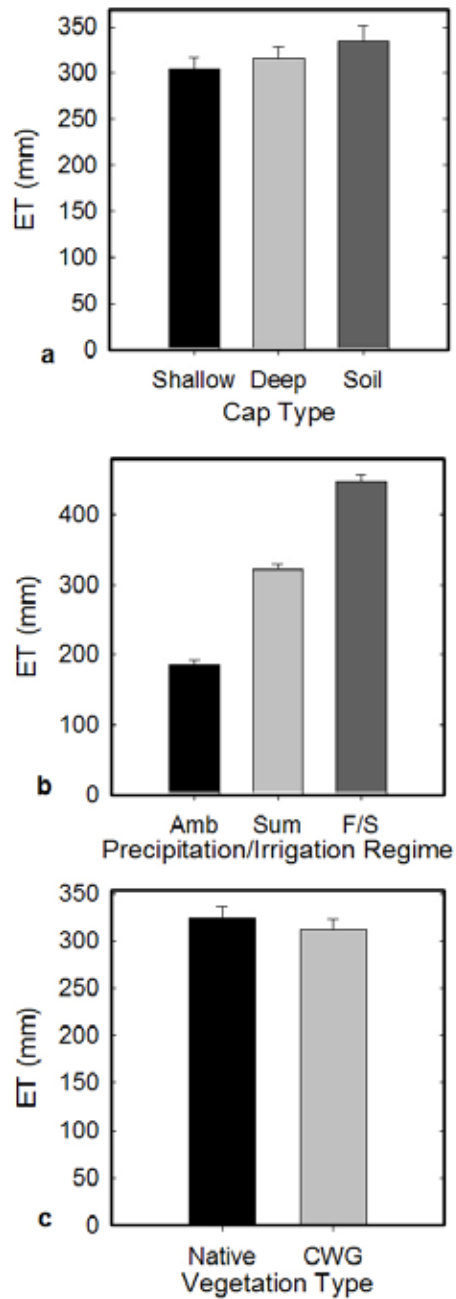 350
300
250
200
150
100
50
0
ET (mm)
a
Shallow Deep Soil
Cap Type
400
300
200
100
0
ET (mm)
b
Amb Sum F/S
Precipitation/Irrigation Regime
350
300
250
200
150
100
50
0
ET (mm)
c
Native CWG
Vegetation Type